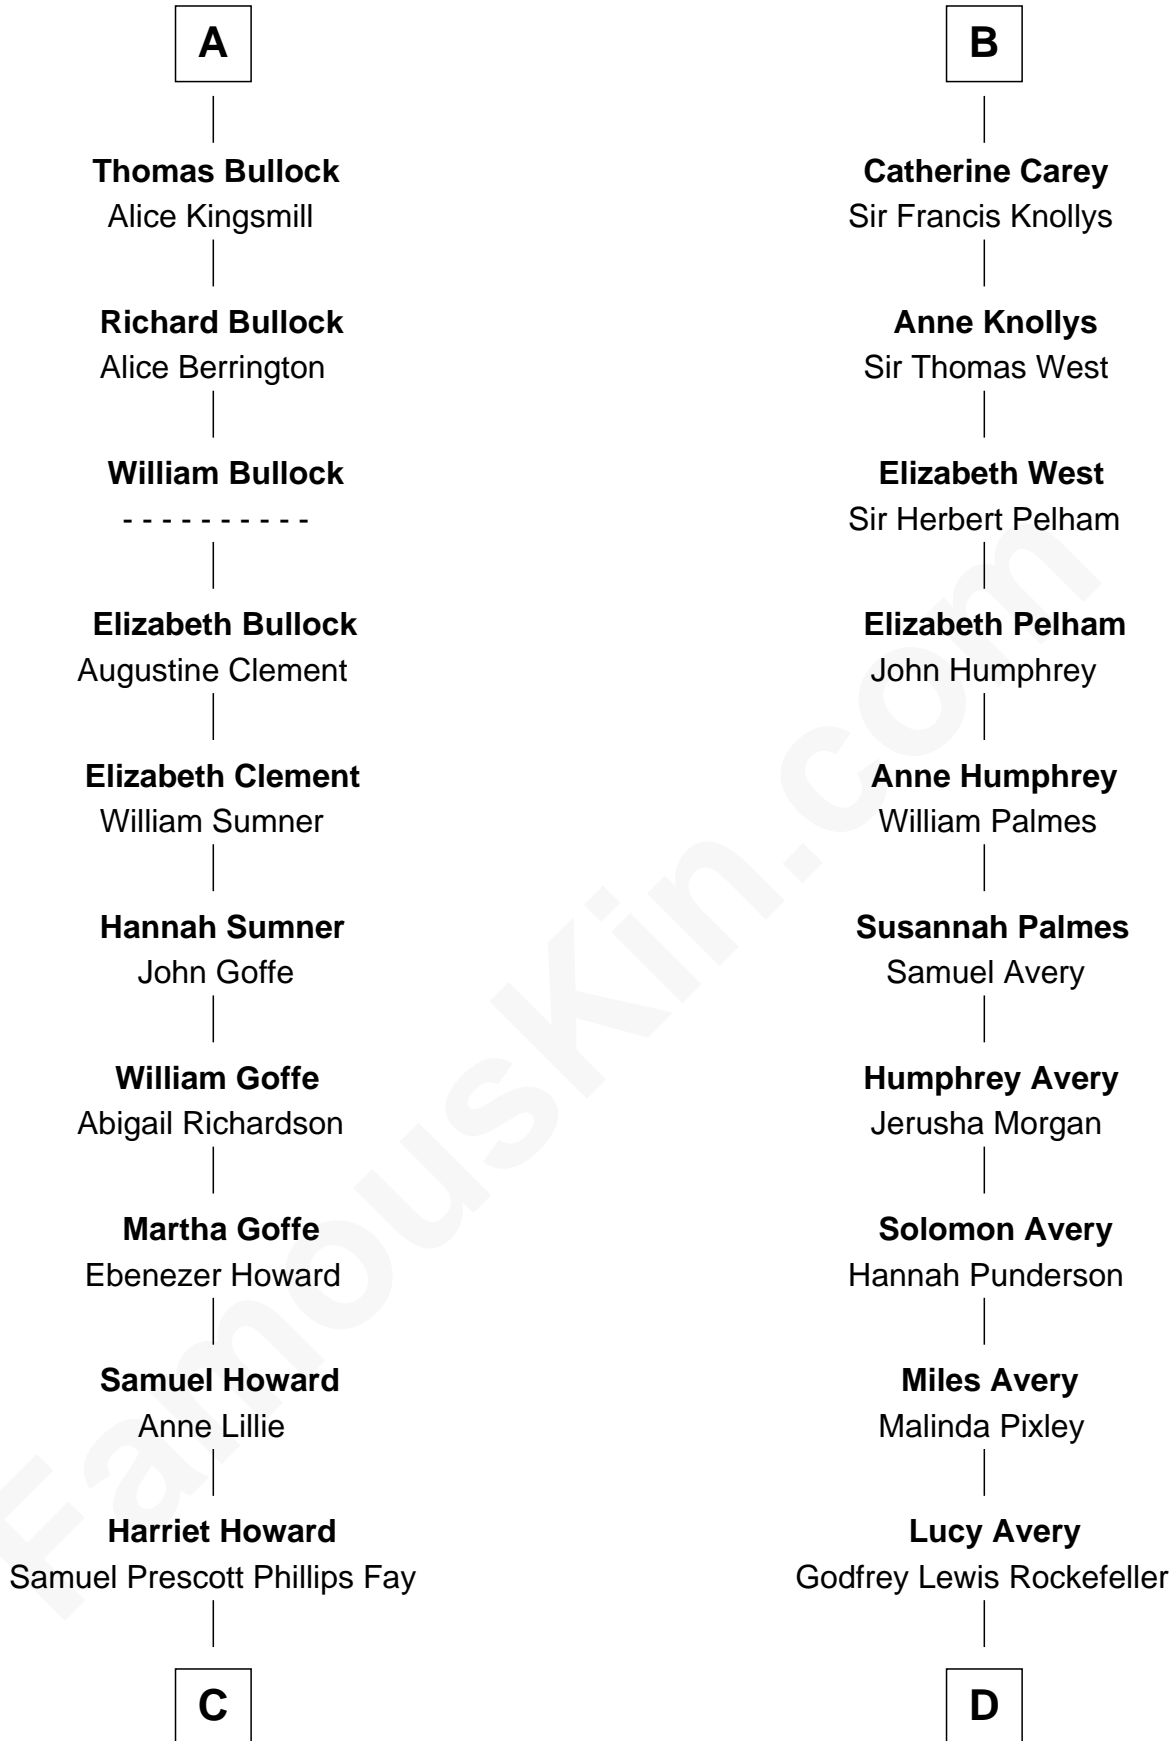 A
Thomas Bullock
Alice Kingsmill
Richard Bullock
Alice Berrington
William Bullock
- - - - - - - - - -
Elizabeth Bullock
Augustine Clement
Elizabeth Clement
William Sumner
Hannah Sumner
John Goffe
William Goffe
Abigail Richardson
Martha Goffe
Ebenezer Howard
Samuel Howard
Anne Lillie
Harriet Howard
Samuel Prescott Phillips Fay
C
B
Catherine Carey
Sir Francis Knollys
Anne Knollys
Sir Thomas West
Elizabeth West
Sir Herbert Pelham
Elizabeth Pelham
John Humphrey
Anne Humphrey
William Palmes
Susannah Palmes
Samuel Avery
Humphrey Avery
Jerusha Morgan
Solomon Avery
Hannah Punderson
Miles Avery
Malinda Pixley
Lucy Avery
Godfrey Lewis Rockefeller
D
FamousKin.com